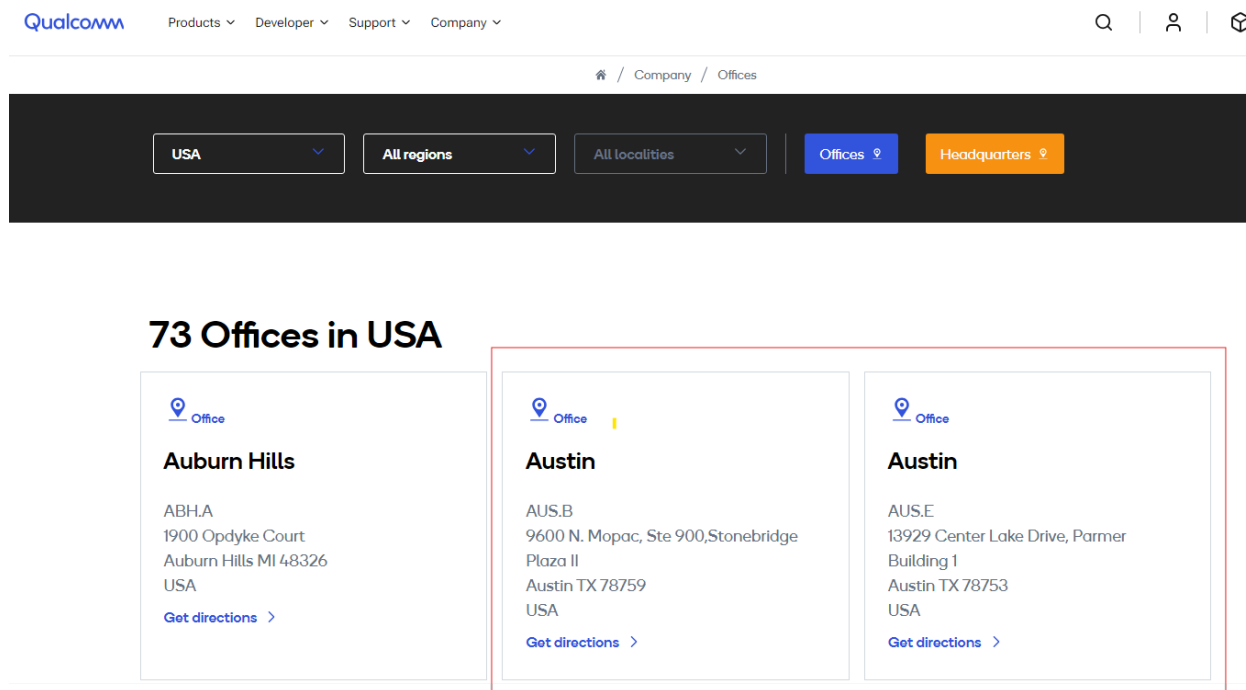 Qualcomm
Products
Developer
Support
Company
/ Company / Offices
USA
All regions
All localities
Offices
Headquarters
73 Offices in USA
Office
Auburn Hills
ABH.A
1900 Opdyke Court
Auburn Hills MI 48326
USA
Get directions
Office
Austin
AUS.B
9600 N. Mopac, Ste 900,Stonebridge
Plaza II
Austin TX 78759
USA
Get directions
Office
Austin
AUS.E
13929 Center Lake Drive, Parmer
Building 1
Austin TX 78753
USA
Get directions